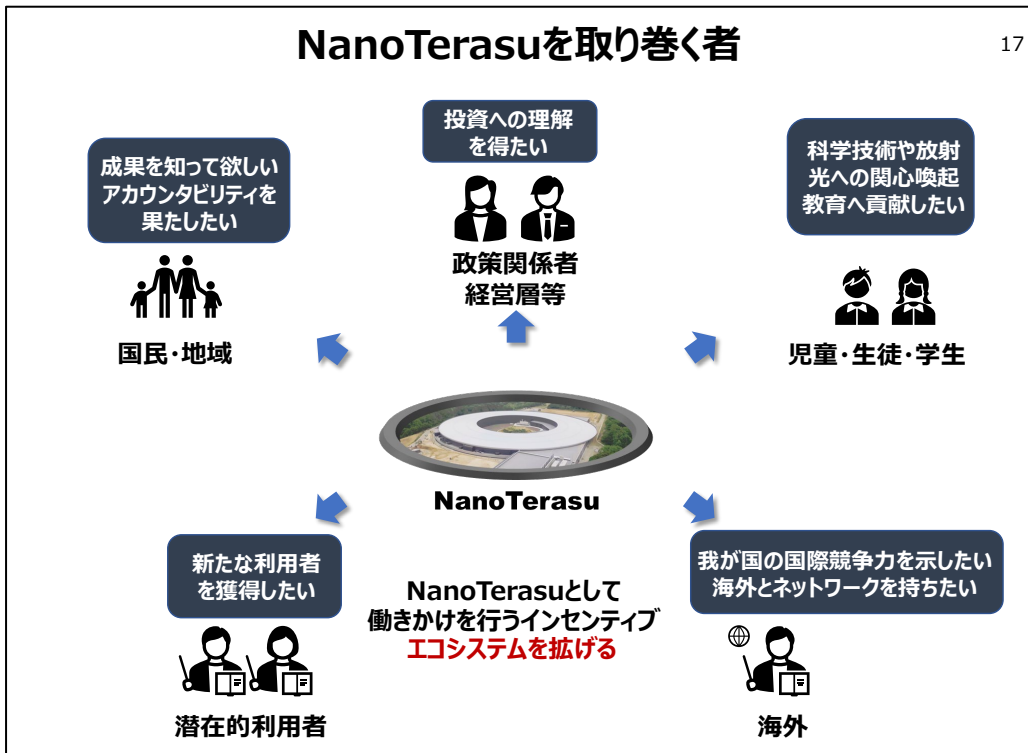 NanoTerasuを取り巻く者
17
成果を知って欲しい
アカウンタビリティを
果たしたい
国民・地域
投資への理解
を得たい
政策関係者
経営層等
科学技術や放射
光への関心喚起
教育へ貢献したい
児童・生徒・学生
NanoTerasu
新たな利用者
を獲得したい
潜在的利用者
NanoTerasuとして
働きかけを行うインセンティブ
エコシステムを拡げる
我が国の国際競争力を示したい
海外とネットワークを持ちたい
海外